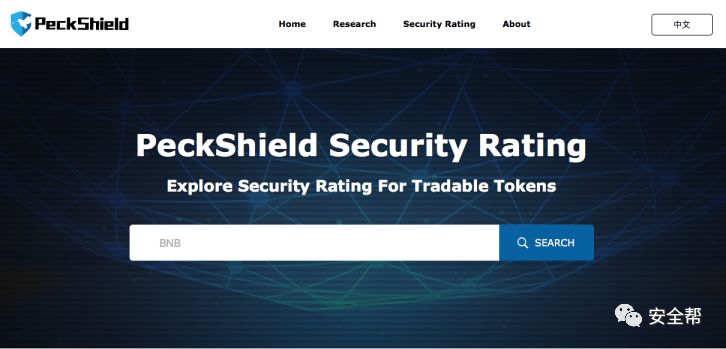 PeckShield
Home Research Security Rating About
中文
PeckShield Security Rating
Explore Security Rating For Tradable Tokens
BNB
SEARCH
安全帮